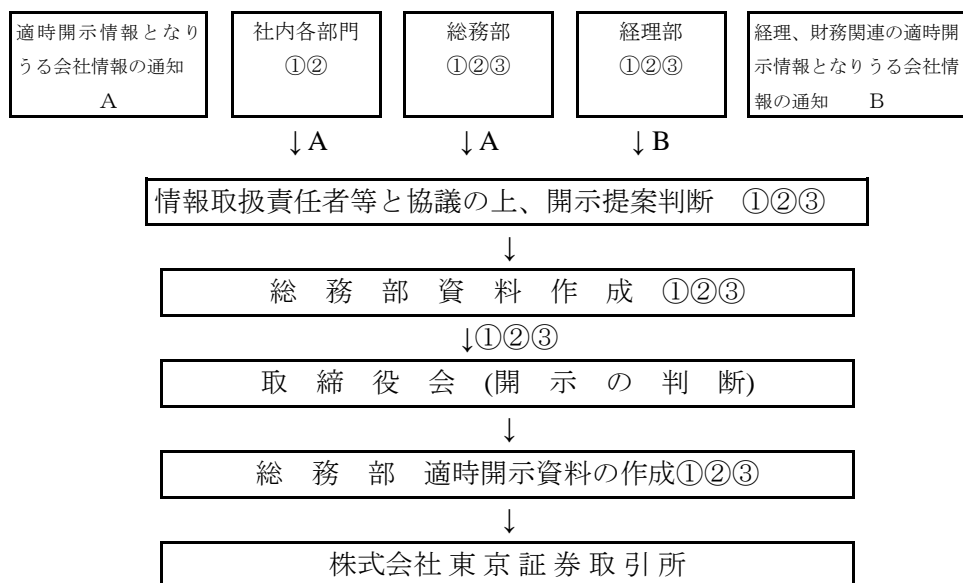 適時開示情報となり
うる会社情報の通知
A
社内各部門
①②
総務部
①②③
経理部
①②③
経理、財務関連の適時開
示情報となりうる会社情
報の通知 B
↓A ↓A ↓B
情報取扱責任者等と協議の上、開示提案判断 ①②③
↓
総 務 部 資 料 作 成 ①②③
↓①②③
取 締 役 会 (開 示 の 判 断)
↓
総 務 部 適時開示資料の作成①②③
↓
株式会社 東 京 証 券 取 引 所